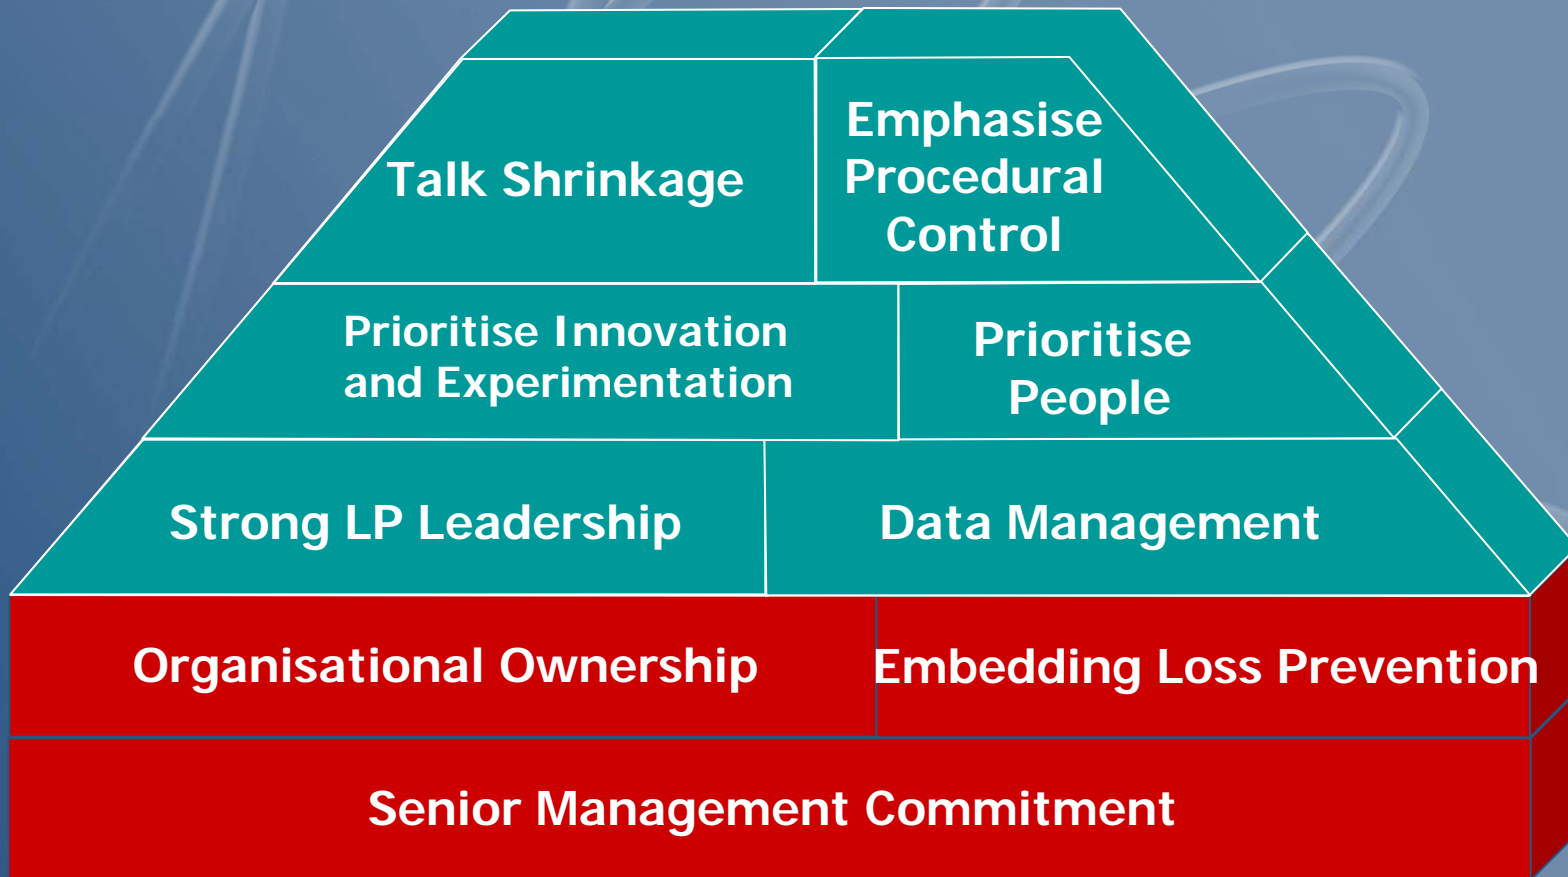 Talk Shrinkage
Emphasise
Procedural
Control
Prioritise Innovation
and Experimentation
Prioritise
People
Strong LP Leadership
Data Management
Organisational Ownership
Embedding Loss Prevention
Senior Management Commitment